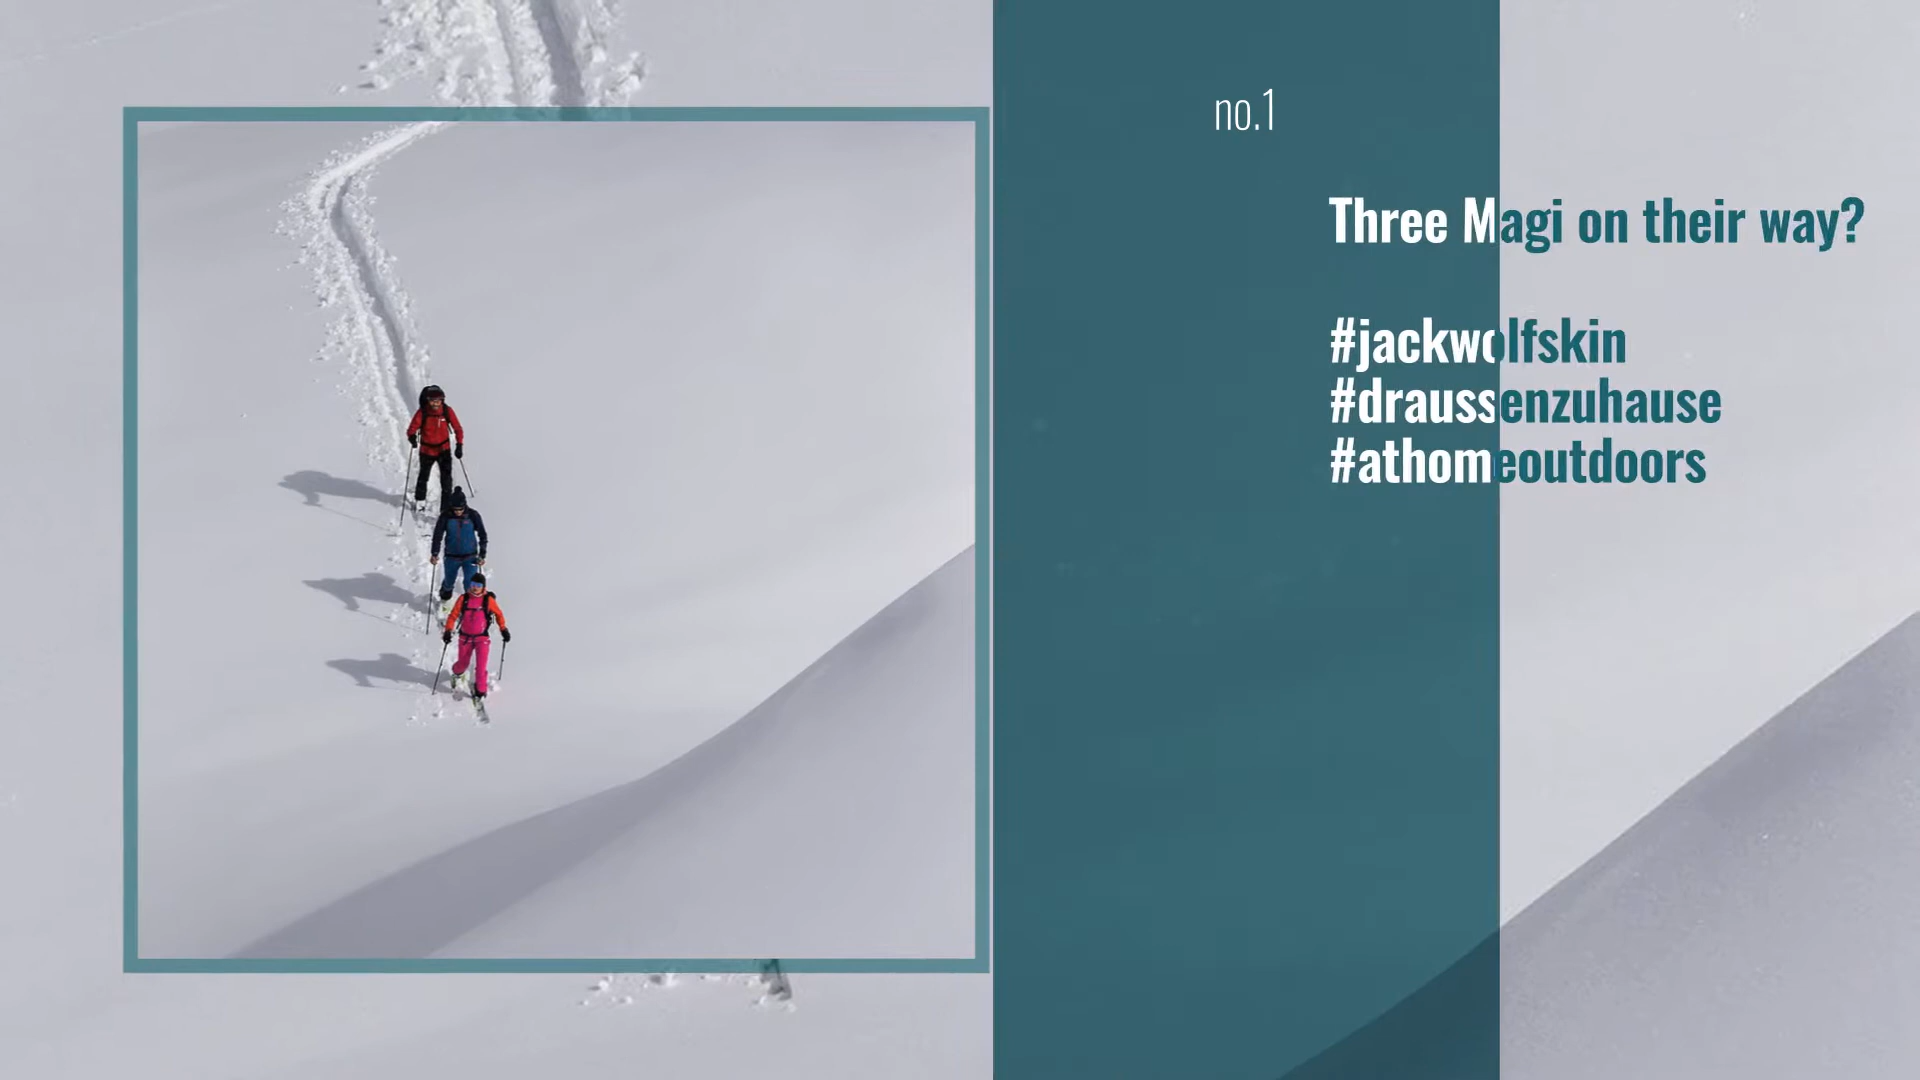 no.1
Three Magi on their way?
#jackwolfskin
#draussenzuhause
#athomeoutdoors